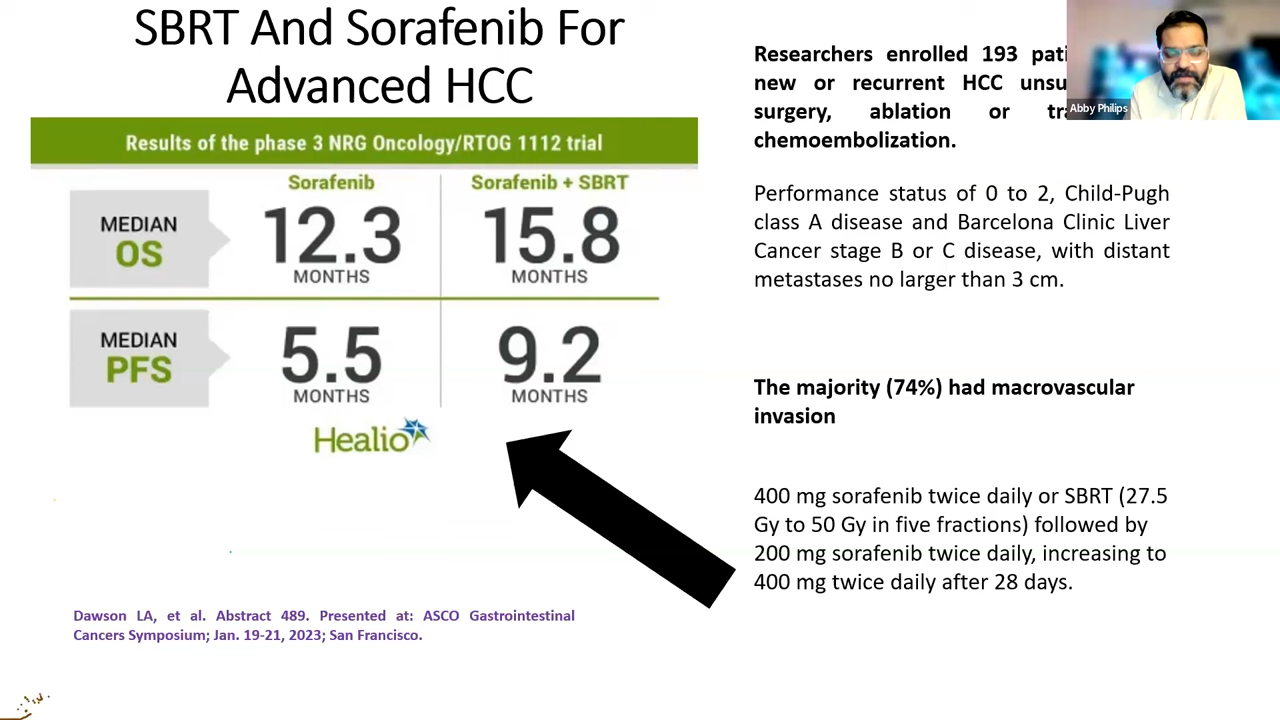 SBRT And Sorafenib For
Advanced HCC
Results of the phase 3 NRG Oncology/RTOG 1112 trial
Sorafenib
Sorafenib + SBRT
MEDIAN
OS
12.3
MONTHS
15.8
MONTHS
MEDIAN
PFS
5.5
MONTHS
9.2
MONTHS
Healio
Dawson LA, et al. Abstract 489. Presented at: ASCO Gastrointestinal
Cancers Symposium; Jan. 19-21, 2023; San Francisco.
Researchers enrolled 193
new or recurrent HCC
surgery, ablation or
chemoembolization.
Abby Philips
Performance status of 0 to 2, Child-Pugh
class A disease and Barcelona Clinic Liver
Cancer stage B or C disease, with distant
metastases no larger than 3 cm.
The majority (74%) had macrovascular
invasion
400 mg sorafenib twice daily or SBRT (27.5
Gy to 50 Gy in five fractions) followed by
200 mg sorafenib twice daily, increasing to
400 mg twice daily after 28 days.